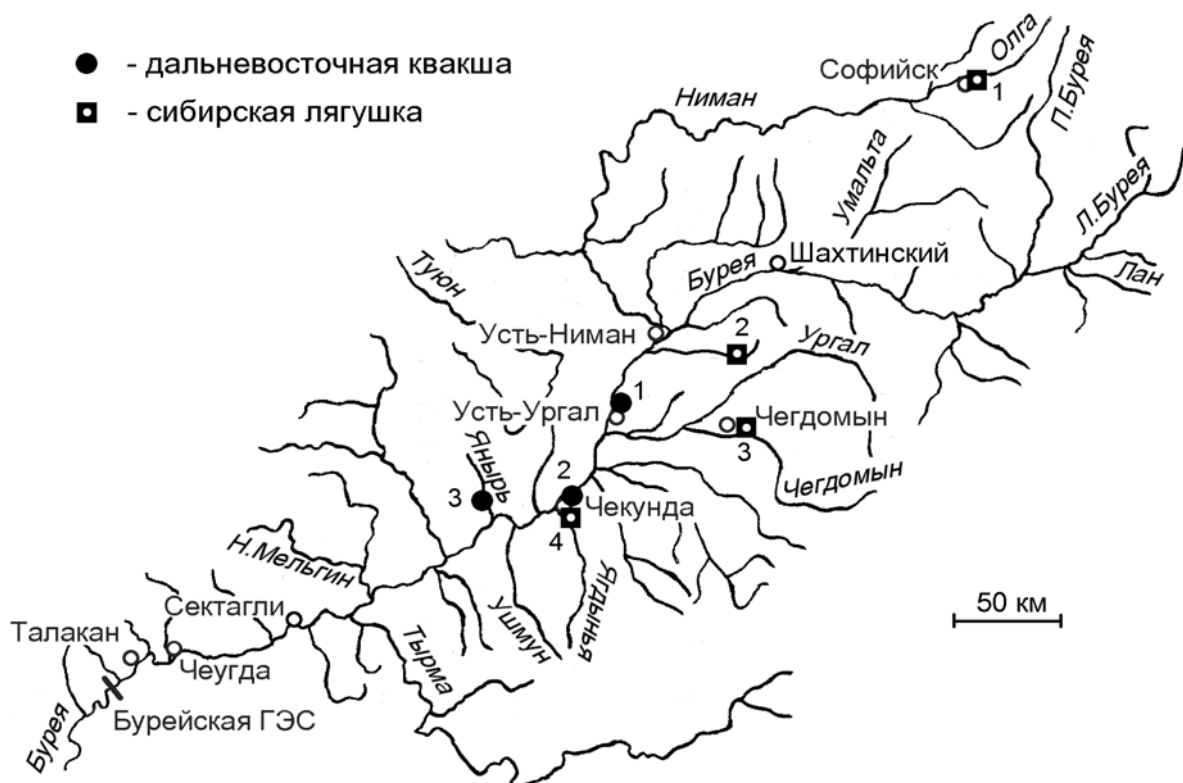 - дальневосточная квакша
- сибирская лягушка
Софийск
1
Олга
П.Бурея
Ниман
Умальта
Л.Бурея
Лан
Шахтинский
Бурея
Туюн
Усть-Ниман
2
Ургал
1
Усть-Ургал
Чегдомын
3
Чегдомын
Янырь
3
2
Чекунда
4
Ягдынья
Н.Мельгин
Ушмун
Сектагли
Талакан
Чеугда
Тырма
50 км
Бурейская ГЭС
Бурея